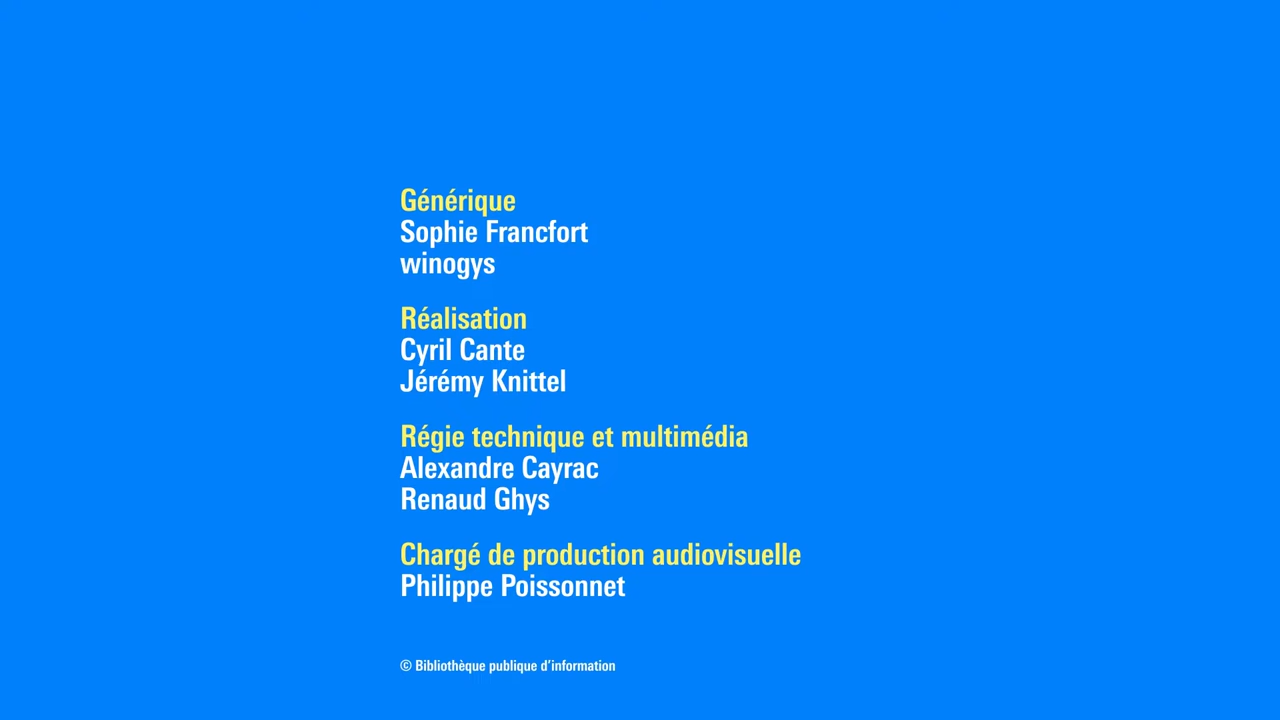 Générique
Sophie Francfort
winogys
Réalisation
Cyril Cante
Jérémy Knittel
Régie technique et multimédia
Alexandre Cayrac
Renaud Ghys
Chargé de production audiovisuelle
Philippe Poissonnet
© Bibliothèque publique d’information